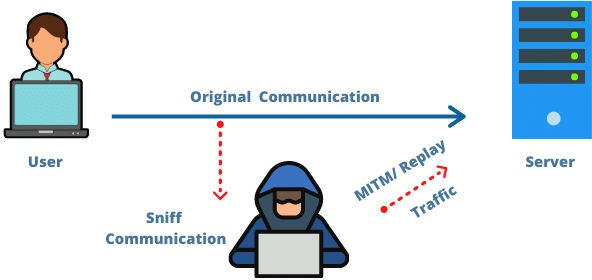 Original Communication
User
Server
MITM/ Replay
Traffic
Sniff
Communication